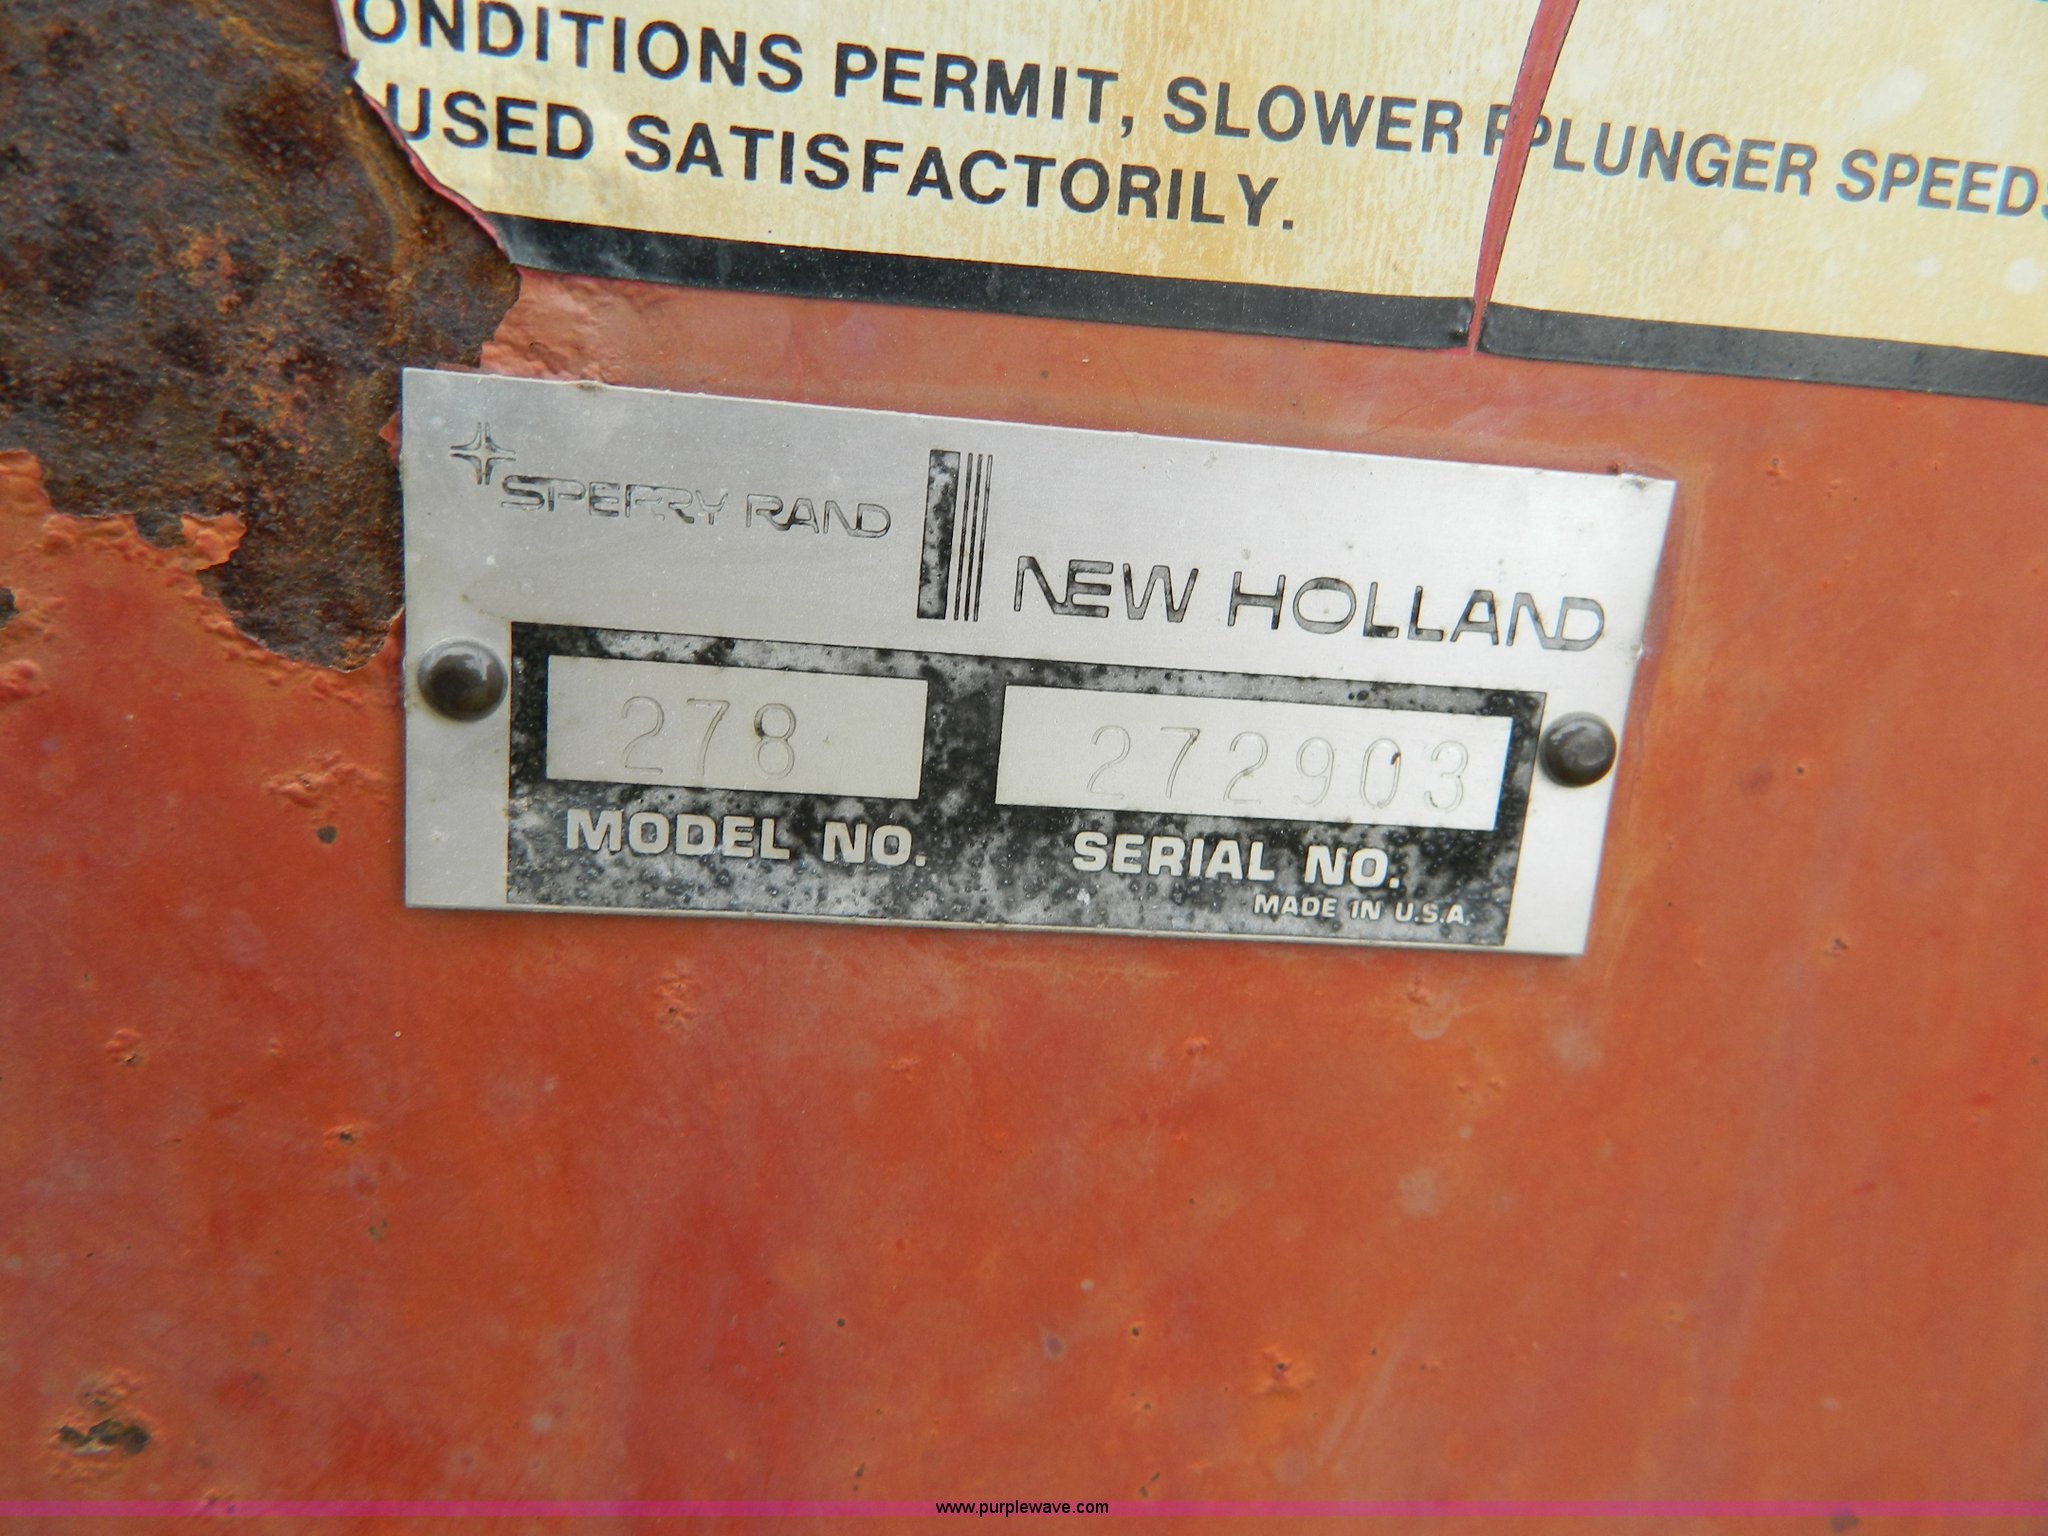 ONDITIONS PERMIT, SLOWER PLUNGER SPEEDS
USED SATISFACTORILY.
SPERRY RAND
NEW HOLLAND
278 272903
MODEL NO. SERIAL NO.
MADE IN U.S.A.
www.purplewave.com